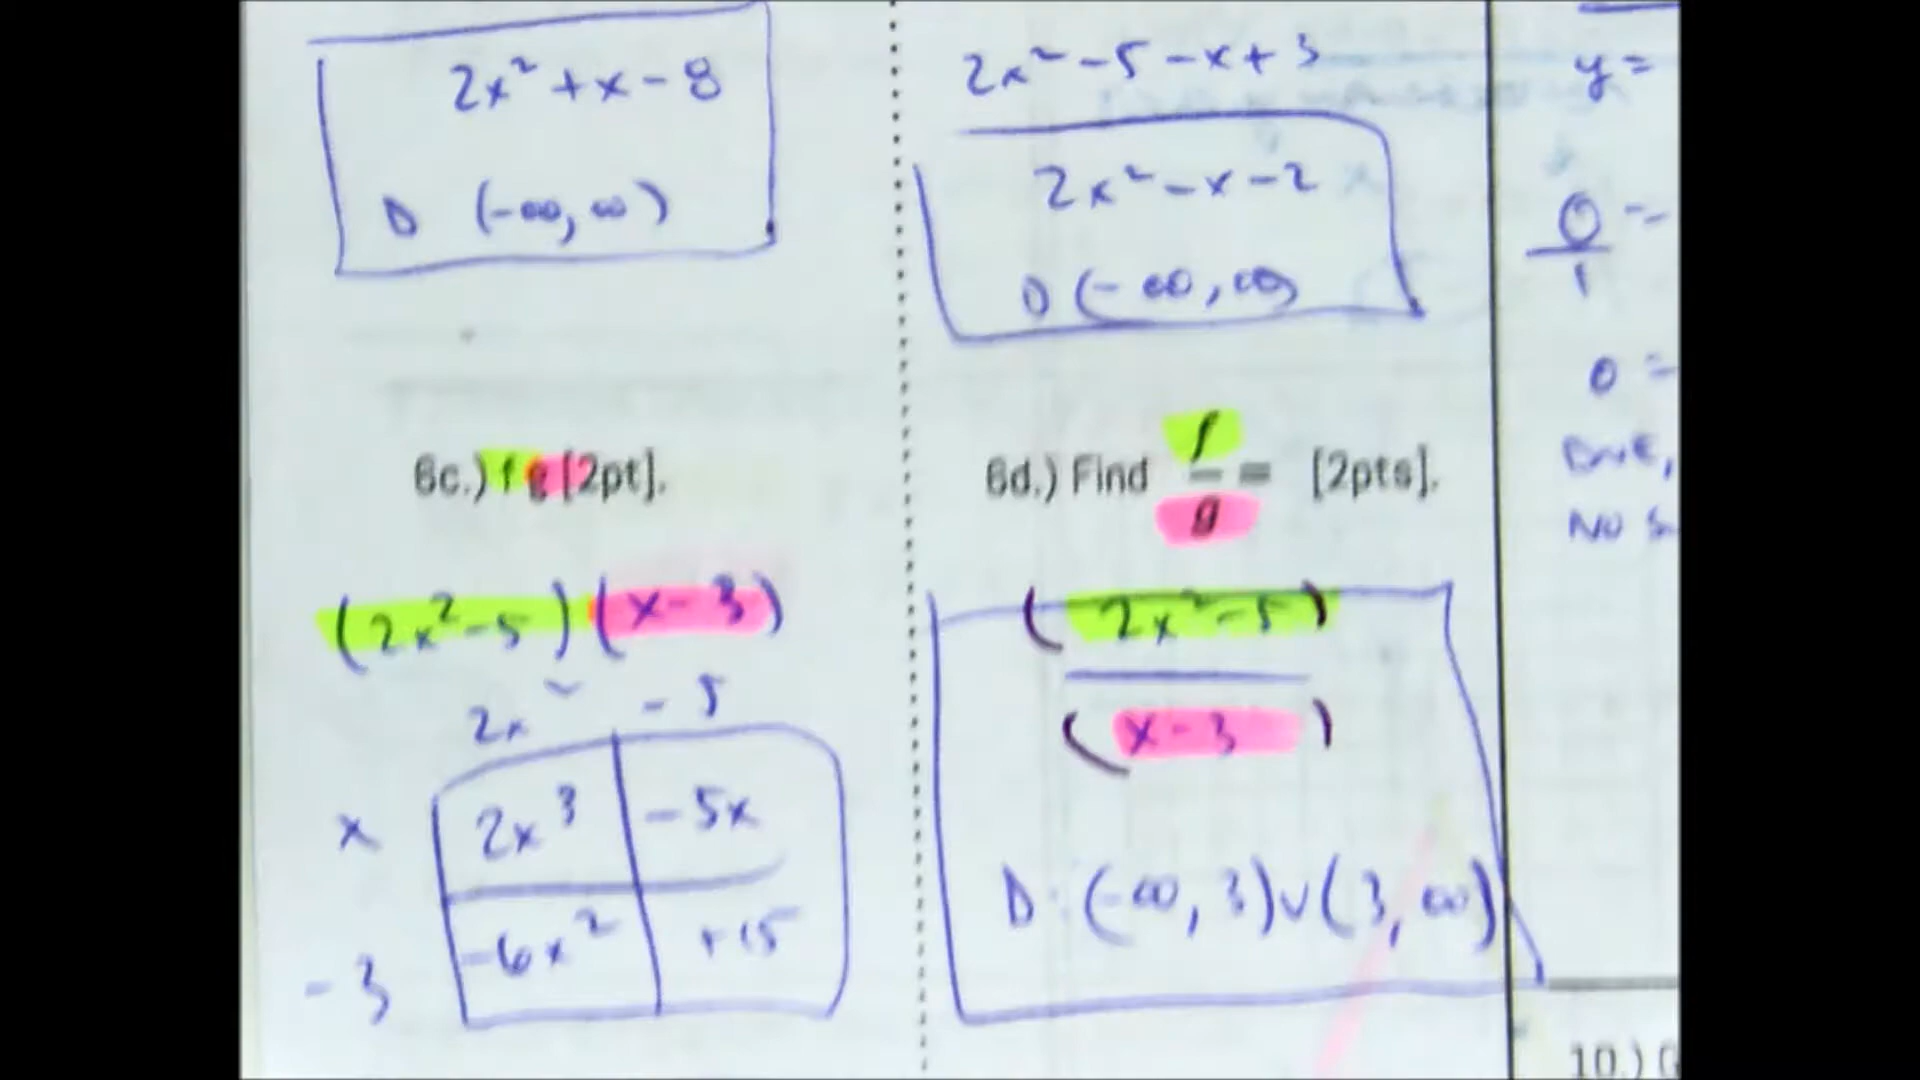 2x² + x - 8
D (-∞, ∞)
2x² - 5 - x + 3
2x² - x - 2
D (-∞, ∞)
6c.) f g [2pt].
(2x² - 5) (x - 3)
2x² - 5
x 2x³ - 5x
- 3 -6x² +15
6d.) Find f/g = [2pts].
(2x² - 5)
(x - 3)
D: (-∞, 3) ∪ (3, ∞)
y =
0 =
1
0 =
NO
10.)